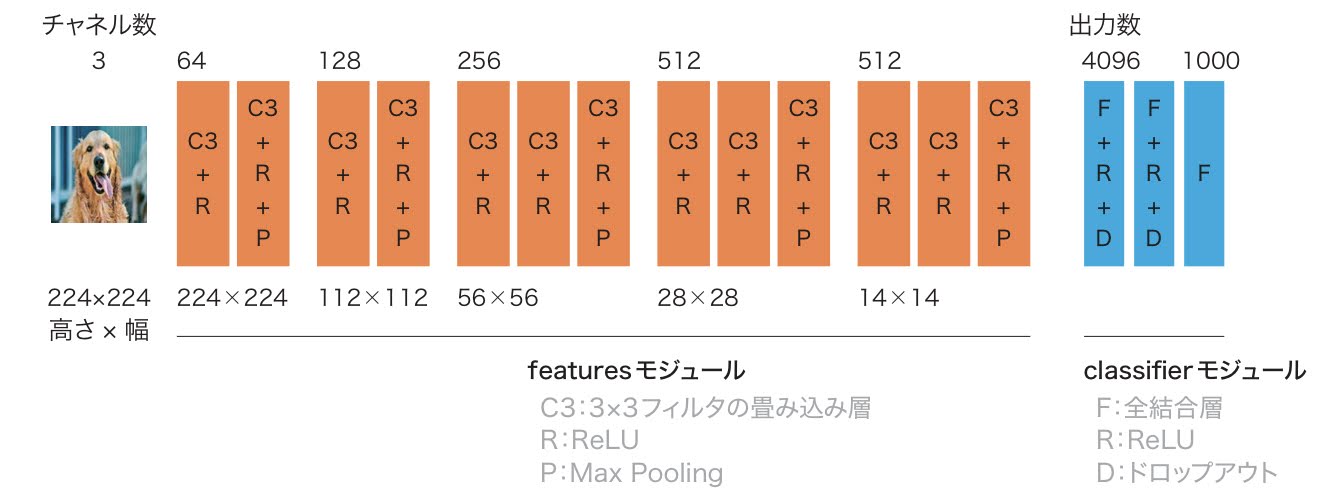 チャネル数
出力数
3
64
128
256
512
512
4096
1000
C3
+
R
C3
+
R
+
P
C3
+
R
C3
+
R
+
P
C3
+
R
C3
+
R
C3
+
R
+
P
C3
+
R
C3
+
R
C3
+
R
+
P
C3
+
R
C3
+
R
C3
+
R
+
P
F
+
R
+
D
F
+
R
+
D
F
224×224
高さ×幅
224×224
112×112
56×56
28×28
14×14
featuresモジュール
C3：3×3フィルタの畳み込み層
R：ReLU
P：Max Pooling
classifierモジュール
F：全結合層
R：ReLU
D：ドロップアウト